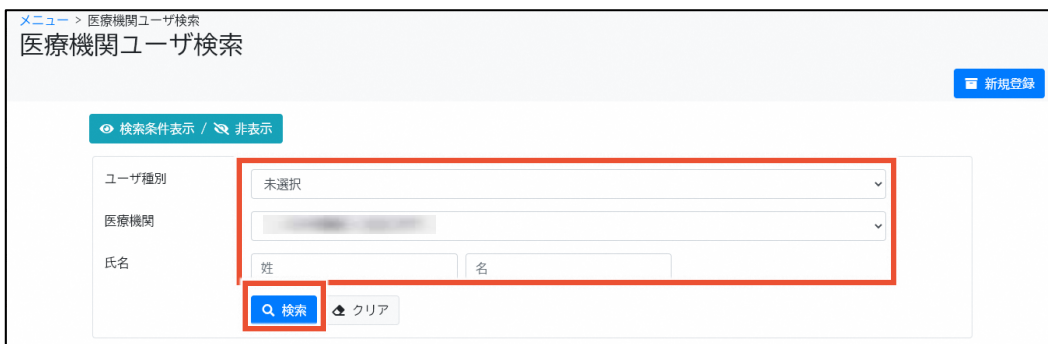 メニュー > 医療機関ユーザ検索
医療機関ユーザ検索
新規登録
検索条件表示 / 非表示
ユーザ種別 未選択
医療機関
氏名 姓 名
検索 クリア